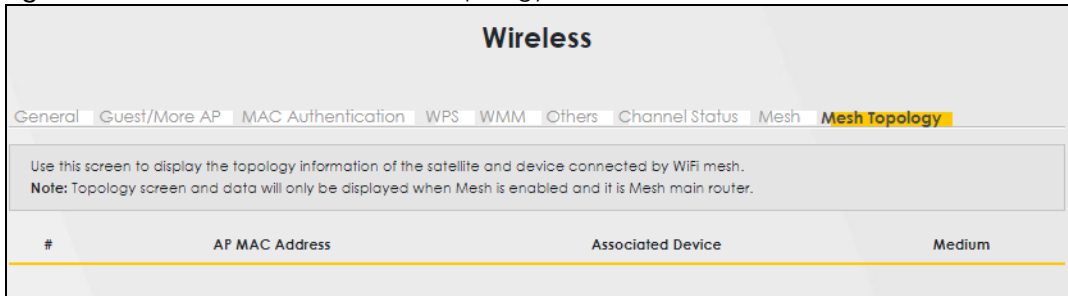 Wireless
General Guest/More AP MAC Authentication WPS WMM Others Channel Status Mesh Mesh Topology
Use this screen to display the topology information of the satellite and device connected by WiFi mesh.
Note: Topology screen and data will only be displayed when Mesh is enabled and it is Mesh main router.
# AP MAC Address Associated Device Medium